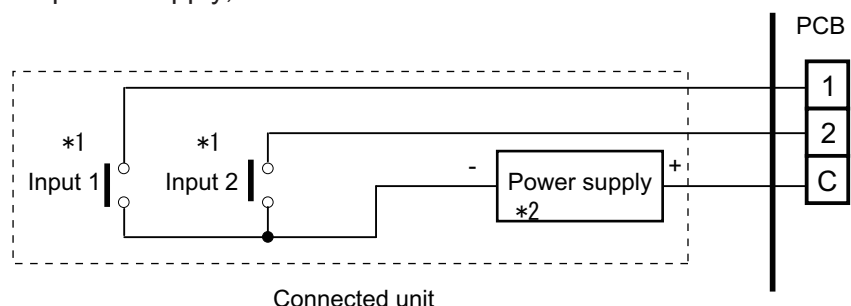 PCB
1
*1 *1 2
Input 1 Input 2 - Power supply + C
*2
Connected unit